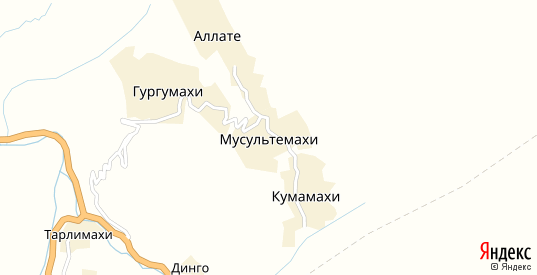 Аллате
Гургумахи
Мусультемахи
Кумамахи
Тарлимахи
Динго
Яндекс
© Яндекс